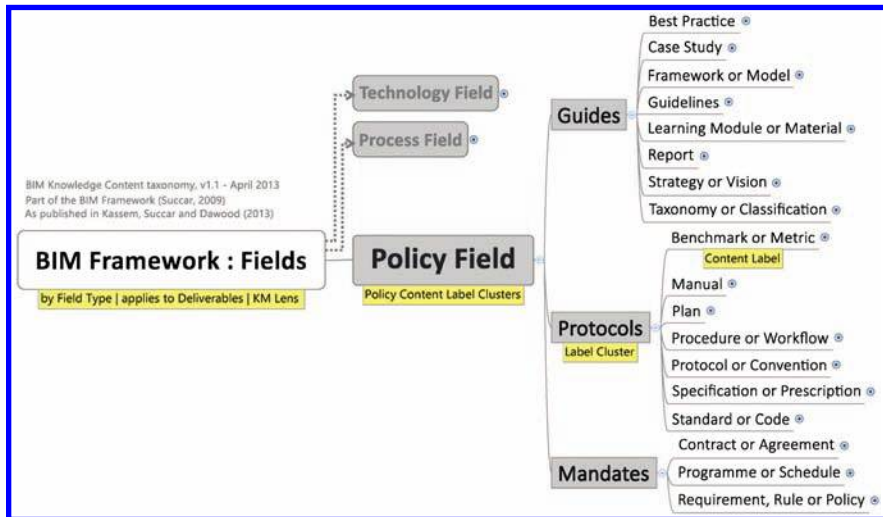 Technology Field
Process Field
BIM Knowledge Content taxonomy, v1.1 - April 2013
Part of the BIM Framework (Succar, 2009)
As published in Kassem, Succar and Dawood (2013)
BIM Framework : Fields
by Field Type | applies to Deliverables | KM Lens
Policy Field
Policy Content Label Clusters
Guides
Best Practice
Case Study
Framework or Model
Guidelines
Learning Module or Material
Report
Strategy or Vision
Taxonomy or Classification
Protocols
Label Cluster
Benchmark or Metric
Content Label
Manual
Plan
Procedure or Workflow
Protocol or Convention
Specification or Prescription
Standard or Code
Mandates
Contract or Agreement
Programme or Schedule
Requirement, Rule or Policy